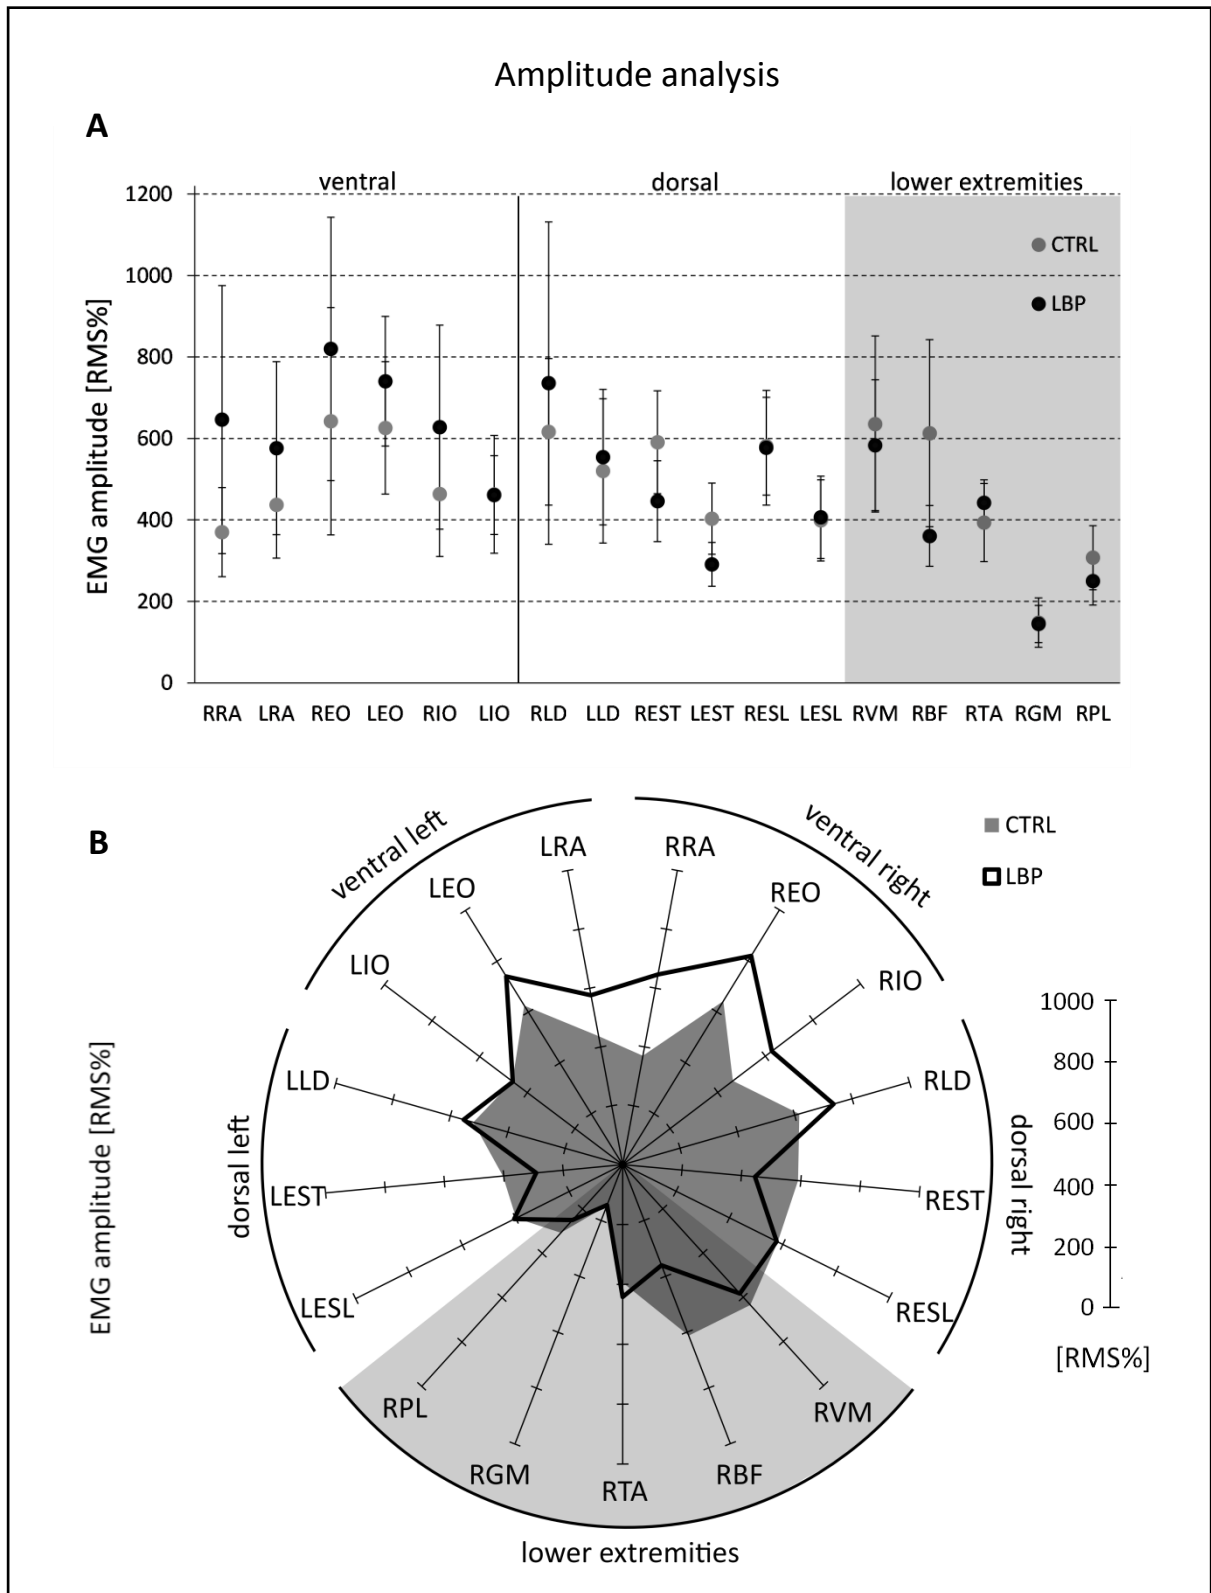 Amplitude analysis
A
ventral dorsal lower extremities
1200
1000
800
600
400
200
0
EMG amplitude [RMS%]
CTRL
LBP
RRA LRA REO LEO RIO LIO RLD LLD REST LEST RESL LESL RVM RBF RTA RGM RPL
B
CTRL
LBP
ventral left
ventral right
LRA RRA
LEO REO
LIO RIO
LLD RLD
LEST REST
LESL RESL
RPL RVM
RGM RBF
RTA
dorsal left
dorsal right
EMG amplitude [RMS%]
1000
800
600
400
200
0
[RMS%]
lower extremities